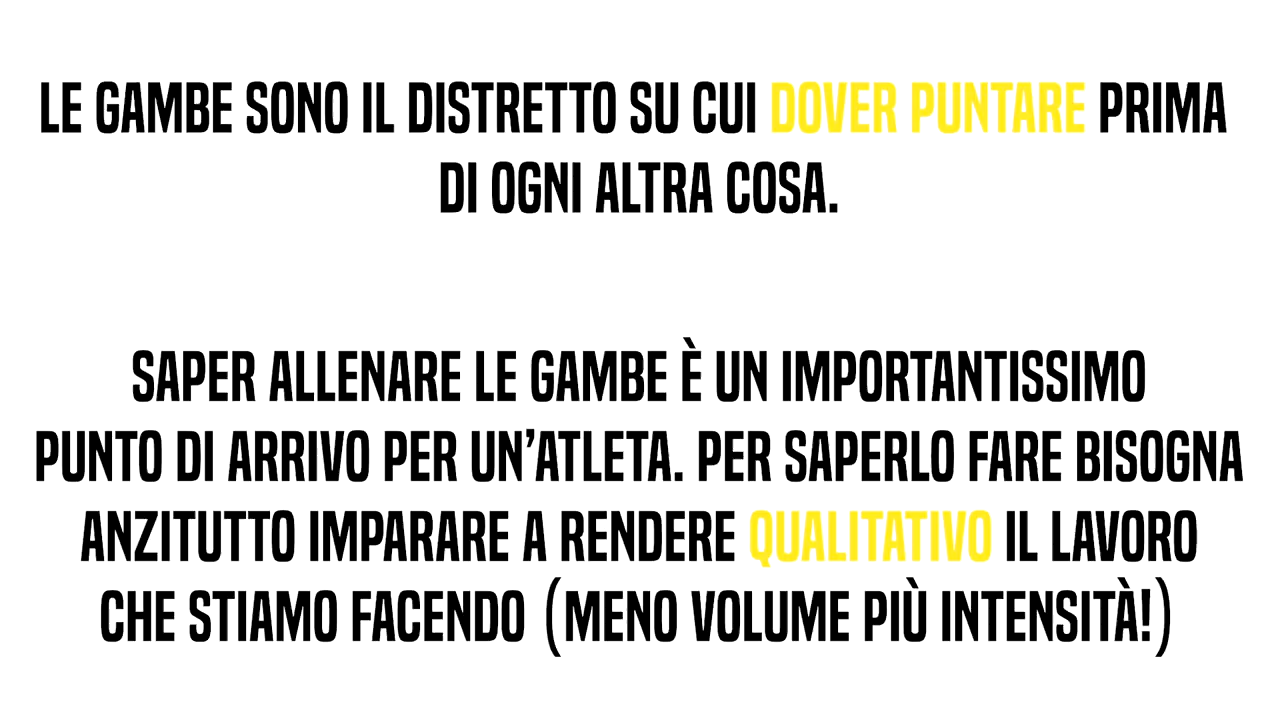 LE GAMBE SONO IL DISTRETTO SU CUI DOVER PUNTARE PRIMA
DI OGNI ALTRA COSA.
SAPER ALLENARE LE GAMBE È UN IMPORTANTISSIMO
PUNTO DI ARRIVO PER UN’ATLETA. PER SAPERLO FARE BISOGNA
ANZITUTTO IMPARARE A RENDERE QUALITATIVO IL LAVORO
CHE STIAMO FACENDO (MENO VOLUME PIÙ INTENSITÀ!)